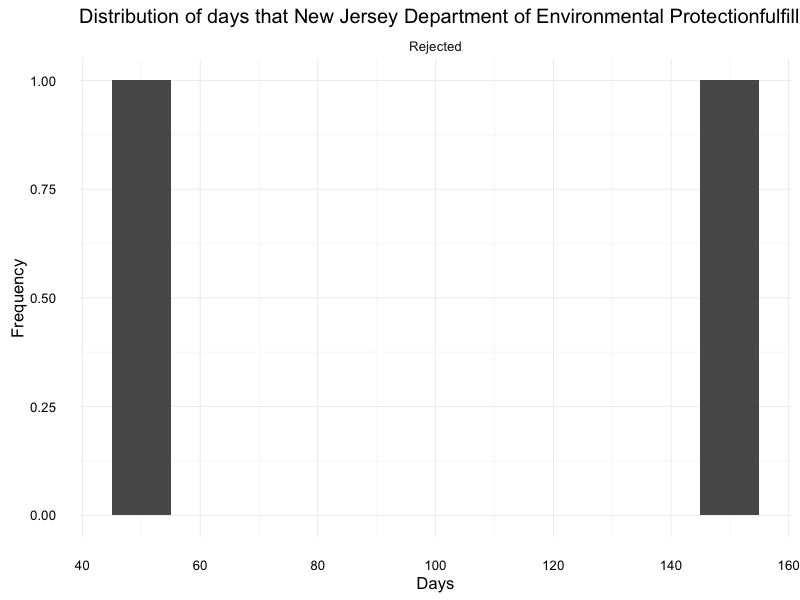 Distribution of days that New Jersey Department of Environmental Protectionfulfill
Rejected
1.00
0.75
0.50
0.25
0.00
Frequency
40 60 80 100 120 140 160
Days